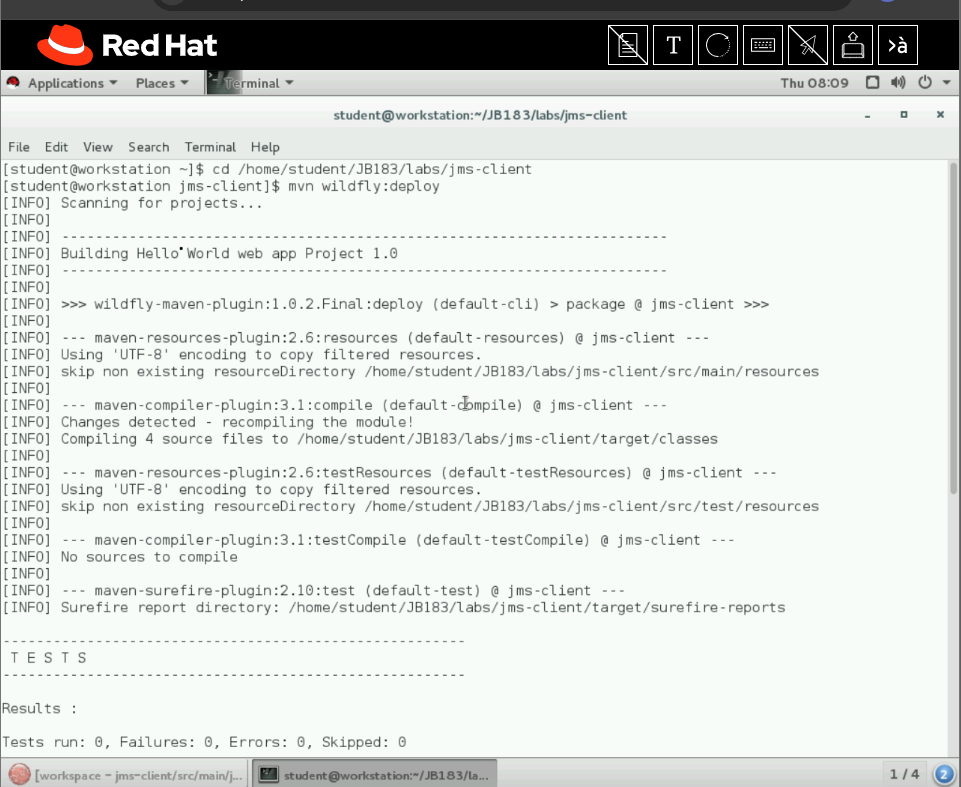 Red Hat
T
>à
Applications
Places
Terminal
Thu 08:09
student@workstation:~/JB183/labs/jms-client
File Edit View Search Terminal Help
[student@workstation ~]$ cd /home/student/JB183/labs/jms-client
[student@workstation jms-client]$ mvn wildfly:deploy
[INFO] Scanning for projects...
[INFO]
[INFO] ------------------------------------------------------------------------
[INFO] Building Hello World web app Project 1.0
[INFO] ------------------------------------------------------------------------
[INFO]
[INFO] >>> wildfly-maven-plugin:1.0.2.Final:deploy (default-cli) > package @ jms-client >>>
[INFO]
[INFO] --- maven-resources-plugin:2.6:resources (default-resources) @ jms-client ---
[INFO] Using 'UTF-8' encoding to copy filtered resources.
[INFO] skip non existing resourceDirectory /home/student/JB183/labs/jms-client/src/main/resources
[INFO]
[INFO] --- maven-compiler-plugin:3.1:compile (default-compile) @ jms-client ---
[INFO] Changes detected - recompiling the module!
[INFO] Compiling 4 source files to /home/student/JB183/labs/jms-client/target/classes
[INFO]
[INFO] --- maven-resources-plugin:2.6:testResources (default-testResources) @ jms-client ---
[INFO] Using 'UTF-8' encoding to copy filtered resources.
[INFO] skip non existing resourceDirectory /home/student/JB183/labs/jms-client/src/test/resources
[INFO]
[INFO] --- maven-compiler-plugin:3.1:testCompile (default-testCompile) @ jms-client ---
[INFO] No sources to compile
[INFO]
[INFO] --- maven-surefire-plugin:2.10:test (default-test) @ jms-client ---
[INFO] Surefire report directory: /home/student/JB183/labs/jms-client/target/surefire-reports
-------------------------------------------------------
T E S T S
-------------------------------------------------------
Results :
Tests run: 0, Failures: 0, Errors: 0, Skipped: 0
[workspace - jms-client/src/main/j...
student@workstation:~/JB183/la...
1 / 4
2